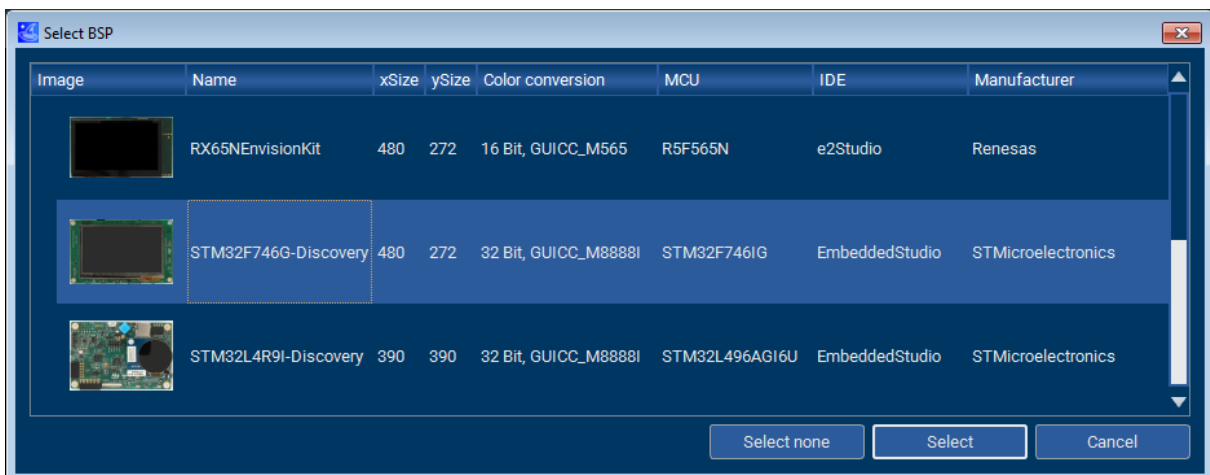 Select BSP
Image Name xSize ySize Color conversion MCU IDE Manufacturer
RX65NEnvisionKit 480 272 16 Bit, GUICC_M565 R5F565N e2Studio Renesas
STM32F746G-Discovery 480 272 32 Bit, GUICC_M8888I STM32F746IG EmbeddedStudio STMicroelectronics
STM32L4R9I-Discovery 390 390 32 Bit, GUICC_M8888I STM32L496AGI6U EmbeddedStudio STMicroelectronics
Select none Select Cancel